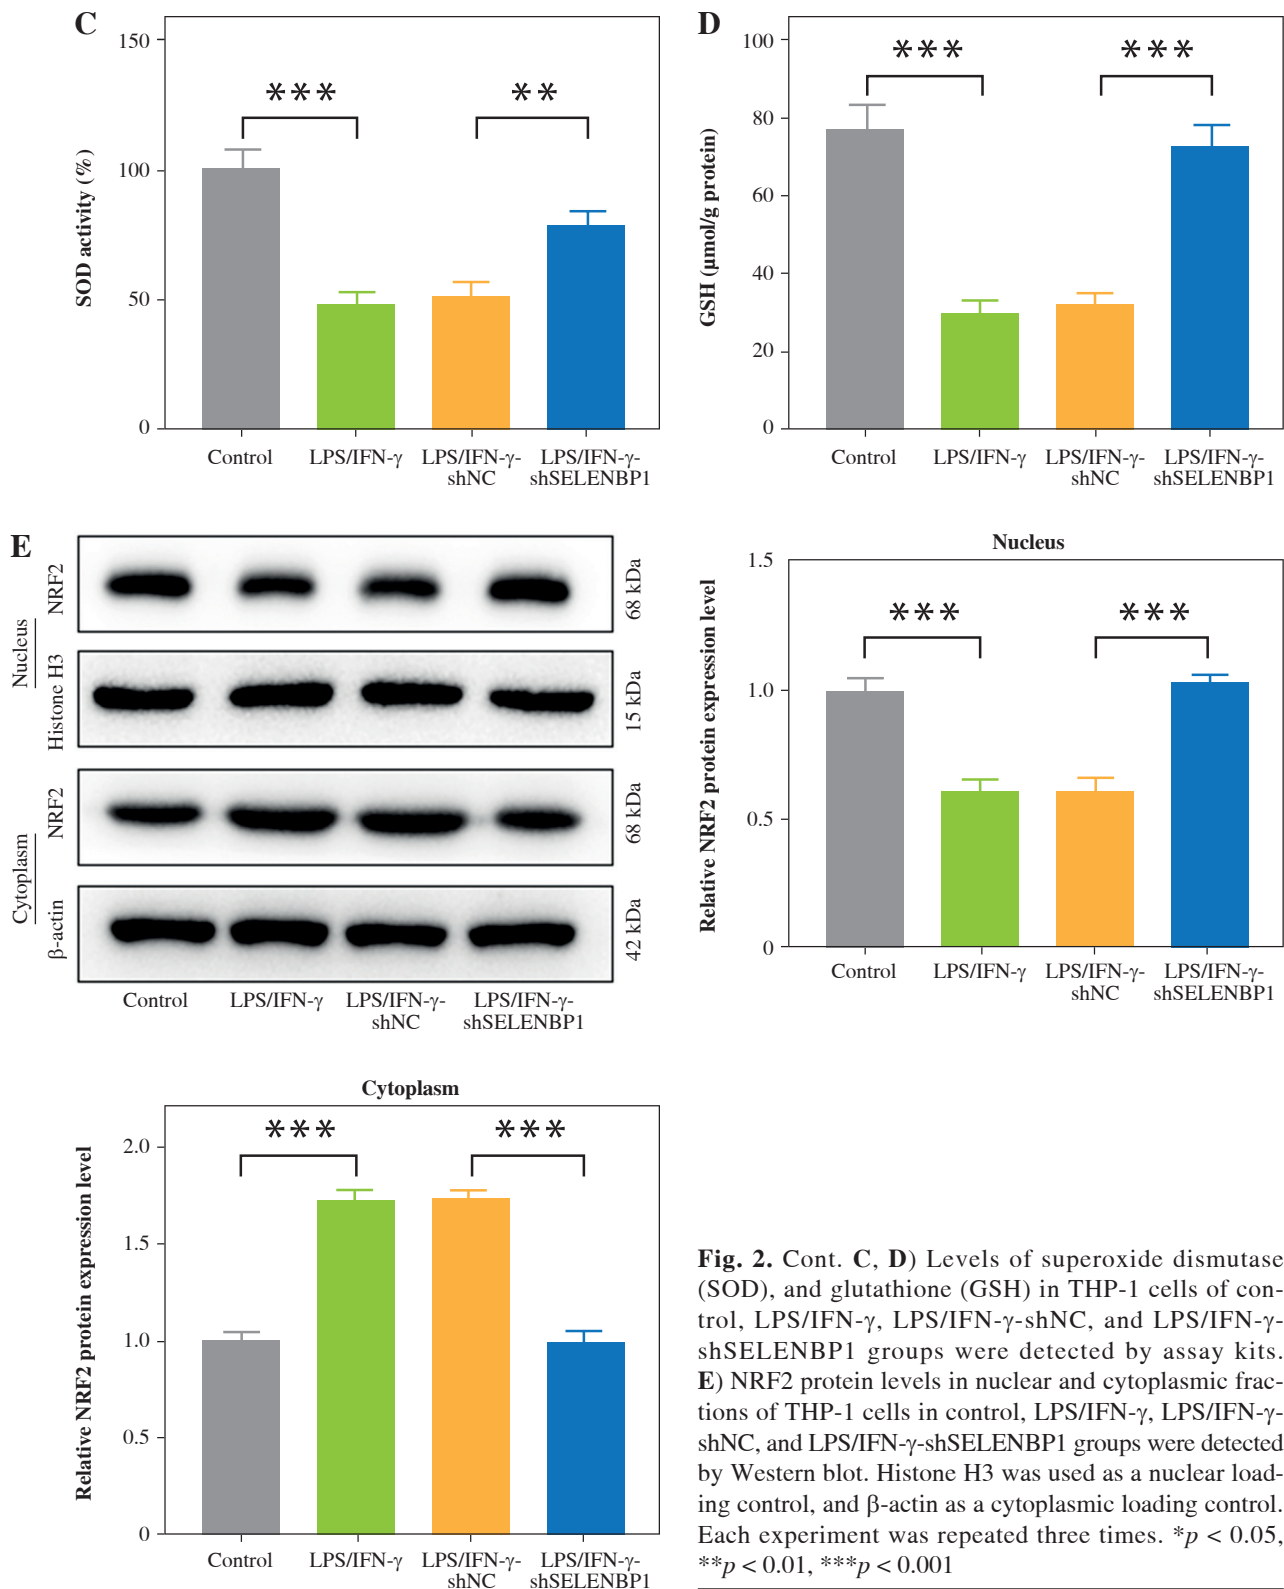 C
150
100
50
0
SOD activity (%)
***
**
Control
LPS/IFN-γ
LPS/IFN-γ-
shNC
LPS/IFN-γ-
shSELENBP1
D
100
80
60
40
20
0
GSH (μmol/g protein)
***
***
Control
LPS/IFN-γ
LPS/IFN-γ-
shNC
LPS/IFN-γ-
shSELENBP1
E
Nucleus
NRF2
68 kDa
Histone H3
15 kDa
Cytoplasm
NRF2
68 kDa
β-actin
42 kDa
Control
LPS/IFN-γ
LPS/IFN-γ-
shNC
LPS/IFN-γ-
shSELENBP1
Nucleus
1.5
1.0
0.5
0
Relative NRF2 protein expression level
***
***
Control
LPS/IFN-γ
LPS/IFN-γ-
shNC
LPS/IFN-γ-
shSELENBP1
Cytoplasm
2.0
1.5
1.0
0.5
0
Relative NRF2 protein expression level
***
***
Control
LPS/IFN-γ
LPS/IFN-γ-
shNC
LPS/IFN-γ-
shSELENBP1
Fig. 2. Cont. C, D) Levels of superoxide dismutase
(SOD), and glutathione (GSH) in THP-1 cells of con-
trol, LPS/IFN-γ, LPS/IFN-γ-shNC, and LPS/IFN-γ-
shSELENBP1 groups were detected by assay kits.
E) NRF2 protein levels in nuclear and cytoplasmic frac-
tions of THP-1 cells in control, LPS/IFN-γ, LPS/IFN-γ-
shNC, and LPS/IFN-γ-shSELENBP1 groups were detected
by Western blot. Histone H3 was used as a nuclear load-
ing control, and β-actin as a cytoplasmic loading control.
Each experiment was repeated three times. *p < 0.05,
**p < 0.01, ***p < 0.001